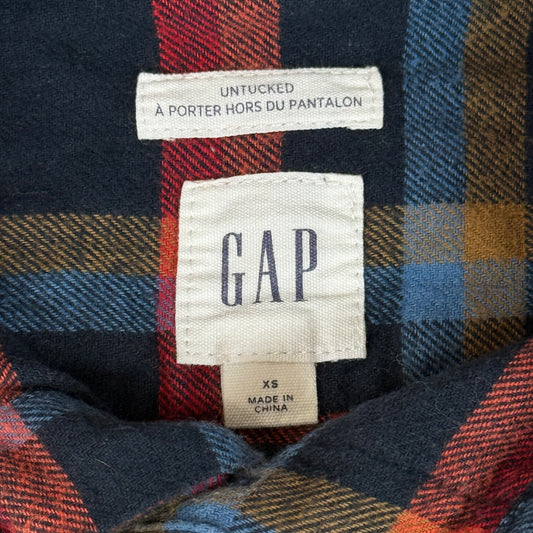 UNTUCKED
À PORTER HORS DU PANTALON
GAP
XS
MADE IN
CHINA